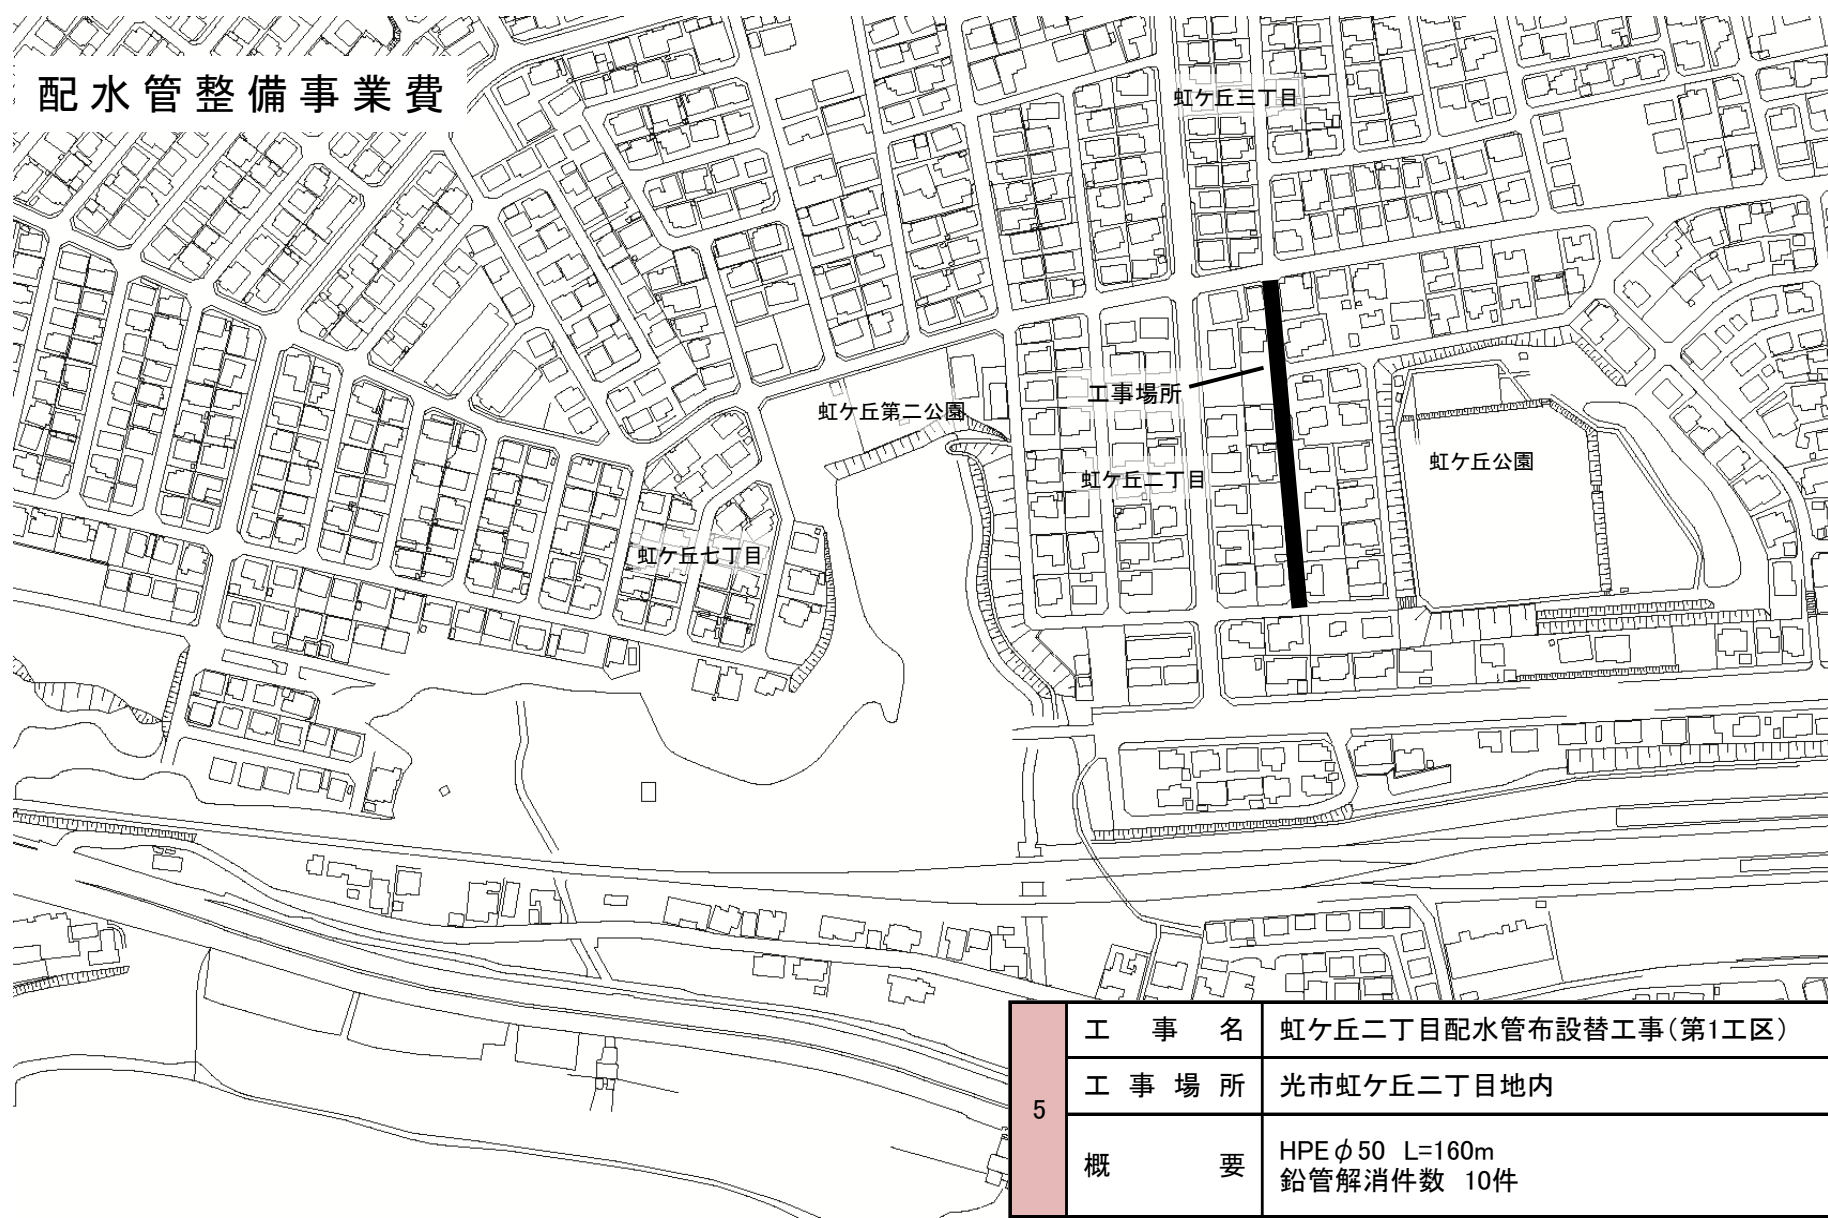 配水管整備事業費
虹ケ丘三丁目
工事場所
虹ケ丘第二公園
虹ケ丘公園
虹ケ丘二丁目
虹ケ丘七丁目
5
工事名 虹ケ丘二丁目配水管布設替工事(第1工区)
工事場所 光市虹ケ丘二丁目地内
概要 HPEφ50 L=160m
鉛管解消件数 10件